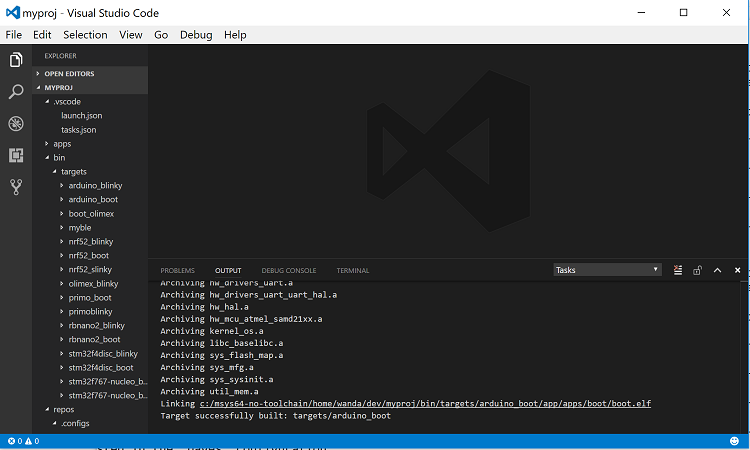 myproj - Visual Studio Code
File Edit Selection View Go Debug Help
EXPLORER
OPEN EDITORS
MYPROJ
.vscode
launch.json
tasks.json
apps
bin
targets
arduino_blinky
arduino_boot
boot_olimex
myble
nrf52_blinky
nrf52_boot
nrf52_slinky
olimex_blinky
primo_boot
primoblinky
rbnano2_blinky
rbnano2_boot
stm32f4disc_blinky
stm32f4disc_boot
stm32f767-nucleo_b...
stm32f767-nucleo_b...
repos
.configs
PROBLEMS OUTPUT DEBUG CONSOLE TERMINAL Tasks
Archiving hw_drivers_uart.a
Archiving hw_drivers_uart_uart_hal.a
Archiving hw_hal.a
Archiving hw_mcu_atmel_samd21xx.a
Archiving kernel_os.a
Archiving libc_baselibc.a
Archiving sys_flash_map.a
Archiving sys_mfg.a
Archiving sys_sysinit.a
Archiving util_mem.a
Linking c:/msys64-no-toolchain/home/wanda/dev/myproj/bin/targets/arduino_boot/app/apps/boot/boot.elf
Target successfully built: targets/arduino_boot
0 0